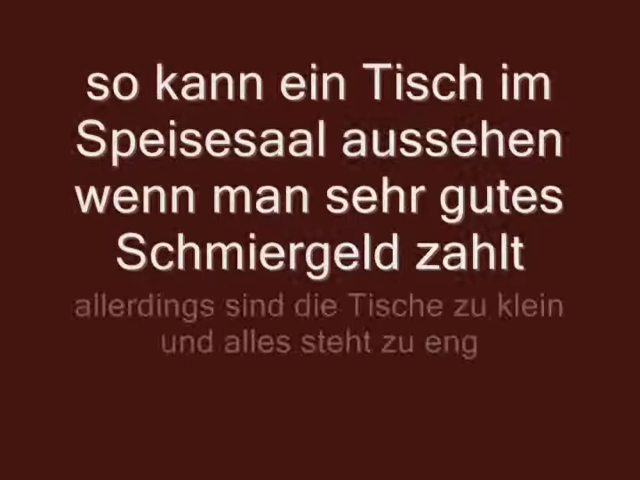 so kann ein Tisch im
Speisesaal aussehen
wenn man sehr gutes
Schmiergeld zahlt
allerdings sind die Tische zu klein
und alles steht zu eng